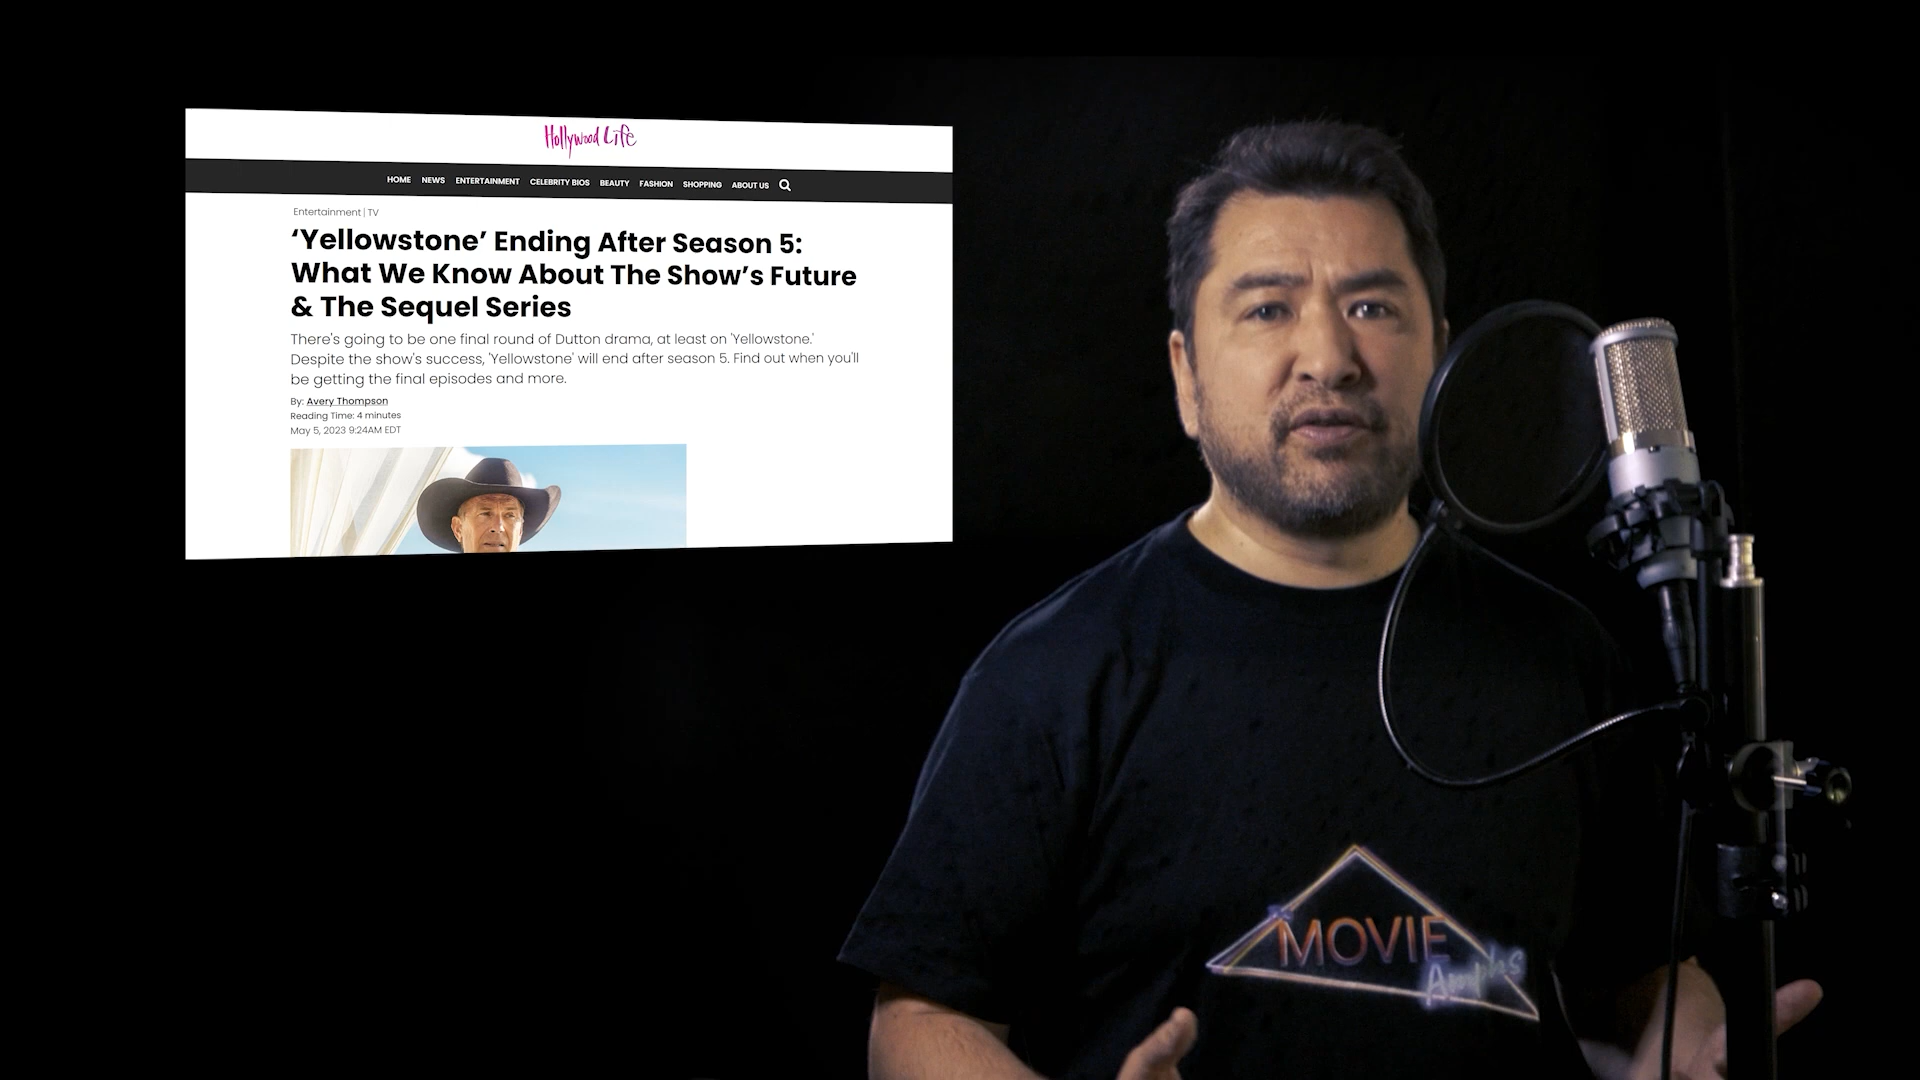 Hollywood Life
HOME NEWS ENTERTAINMENT CELEBRITY BIOS BEAUTY FASHION SHOPPING ABOUT US
Entertainment | TV
‘Yellowstone’ Ending After Season 5:
What We Know About The Show’s Future
& The Sequel Series
There's going to be one final round of Dutton drama, at least on 'Yellowstone.'
Despite the show's success, 'Yellowstone' will end after season 5. Find out when you'll
be getting the final episodes and more.
By: Avery Thompson
Reading Time: 4 minutes
May 5, 2023 9:24AM EDT
MOVIE